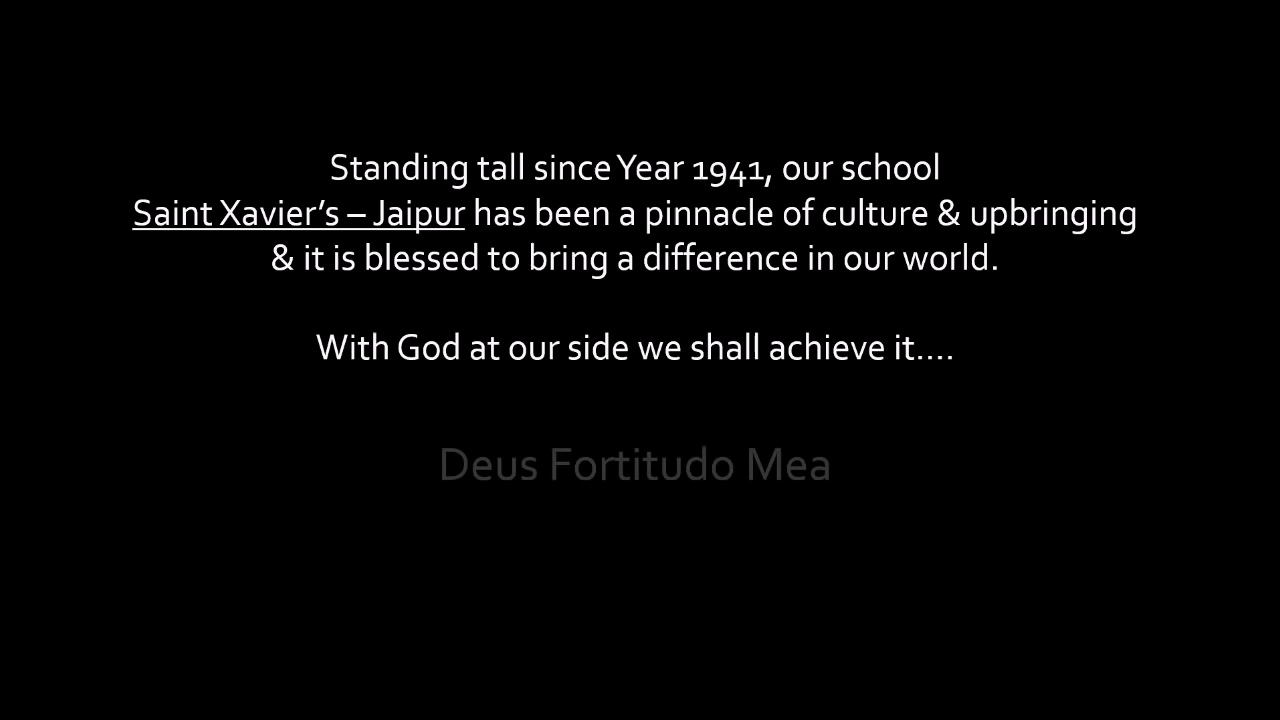 Standing tall since Year 1941, our school
Saint Xavier’s – Jaipur has been a pinnacle of culture & upbringing
& it is blessed to bring a difference in our world.
With God at our side we shall achieve it....
Deus Fortitudo Mea